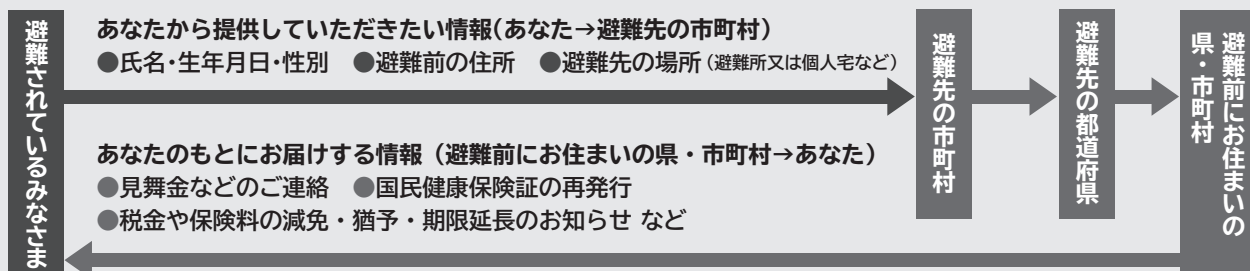 避難されているみなさま
あなたから提供していただきたい情報（あなた→避難先の市町村）
●氏名・生年月日・性別　●避難前の住所　●避難先の場所（避難所又は個人宅など）
あなたのもとにお届けする情報（避難前にお住まいの県・市町村→あなた）
●見舞金などのご連絡　●国民健康保険証の再発行
●税金や保険料の減免・猶予・期限延長のお知らせ など
避難先の市町村
避難先の都道府県
避難前にお住まいの
県・市町村